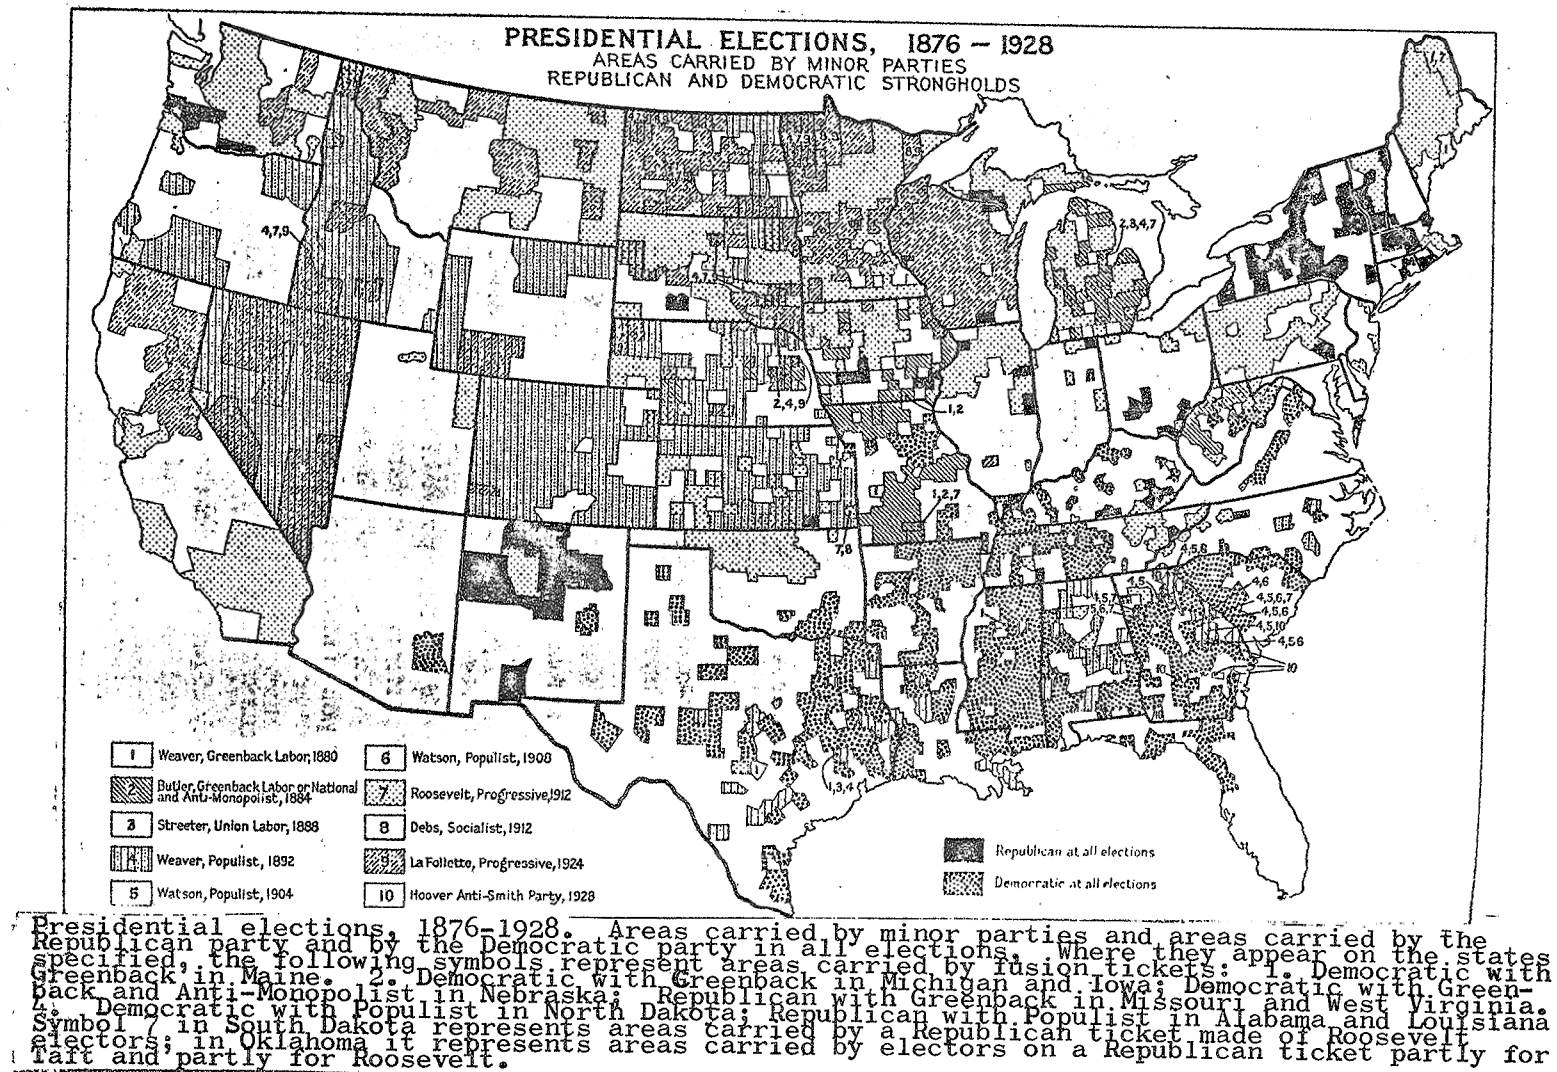 PRESIDENTIAL ELECTIONS, 1876 – 1928
AREAS CARRIED BY MINOR PARTIES
REPUBLICAN AND DEMOCRATIC STRONGHOLDS
1,7
4,7,9
2,3,4,7
2,4,9
1,2
1,2,7
7,8
4,5,6
4,5
4,6
4,5,6,7
4,5,6
4,5,10
4,5,6
10
10
1,3,4
1 Weaver, Greenback Labor, 1880
2 Butler, Greenback Labor or National
and Anti-Monopolist, 1884
3 Streeter, Union Labor, 1888
4 Weaver, Populist, 1892
5 Watson, Populist, 1904
6 Watson, Populist, 1908
7 Roosevelt, Progressive, 1912
8 Debs, Socialist, 1912
9 La Follette, Progressive, 1924
10 Hoover Anti-Smith Party, 1928
Republican at all elections
Democratic at all elections
Presidential elections, 1876-1928. Areas carried by minor parties and areas carried by the
Republican party and by the Democratic party in all elections. Where they appear on the states
specified, the following symbols represent areas carried by fusion tickets: 1. Democratic with
Greenback in Maine. 2. Democratic with Greenback in Michigan and Iowa; Democratic with Green-
back and Anti-Monopolist in Nebraska; Republican with Greenback in Missouri and West Virginia.
4. Democratic with Populist in North Dakota; Republican with Populist in Alabama and Louisiana
Symbol 7 in South Dakota represents areas carried by a Republican ticket made of Roosevelt
electors; in Oklahoma it represents areas carried by electors on a Republican ticket partly for
Taft and partly for Roosevelt.